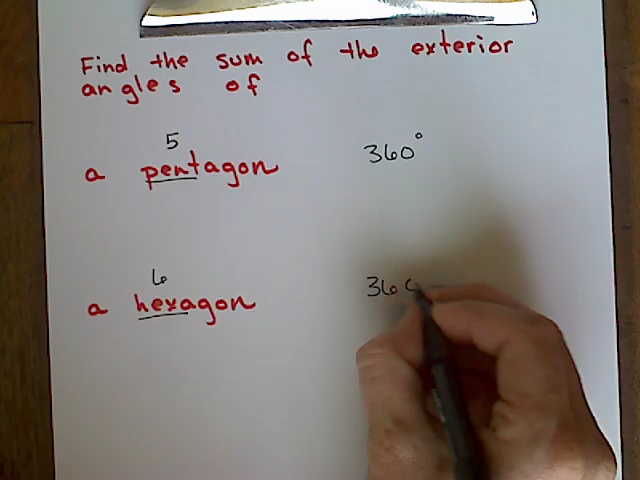 Find the sum of the exterior
angles of
5
a pentagon 360°
6
a hexagon 360